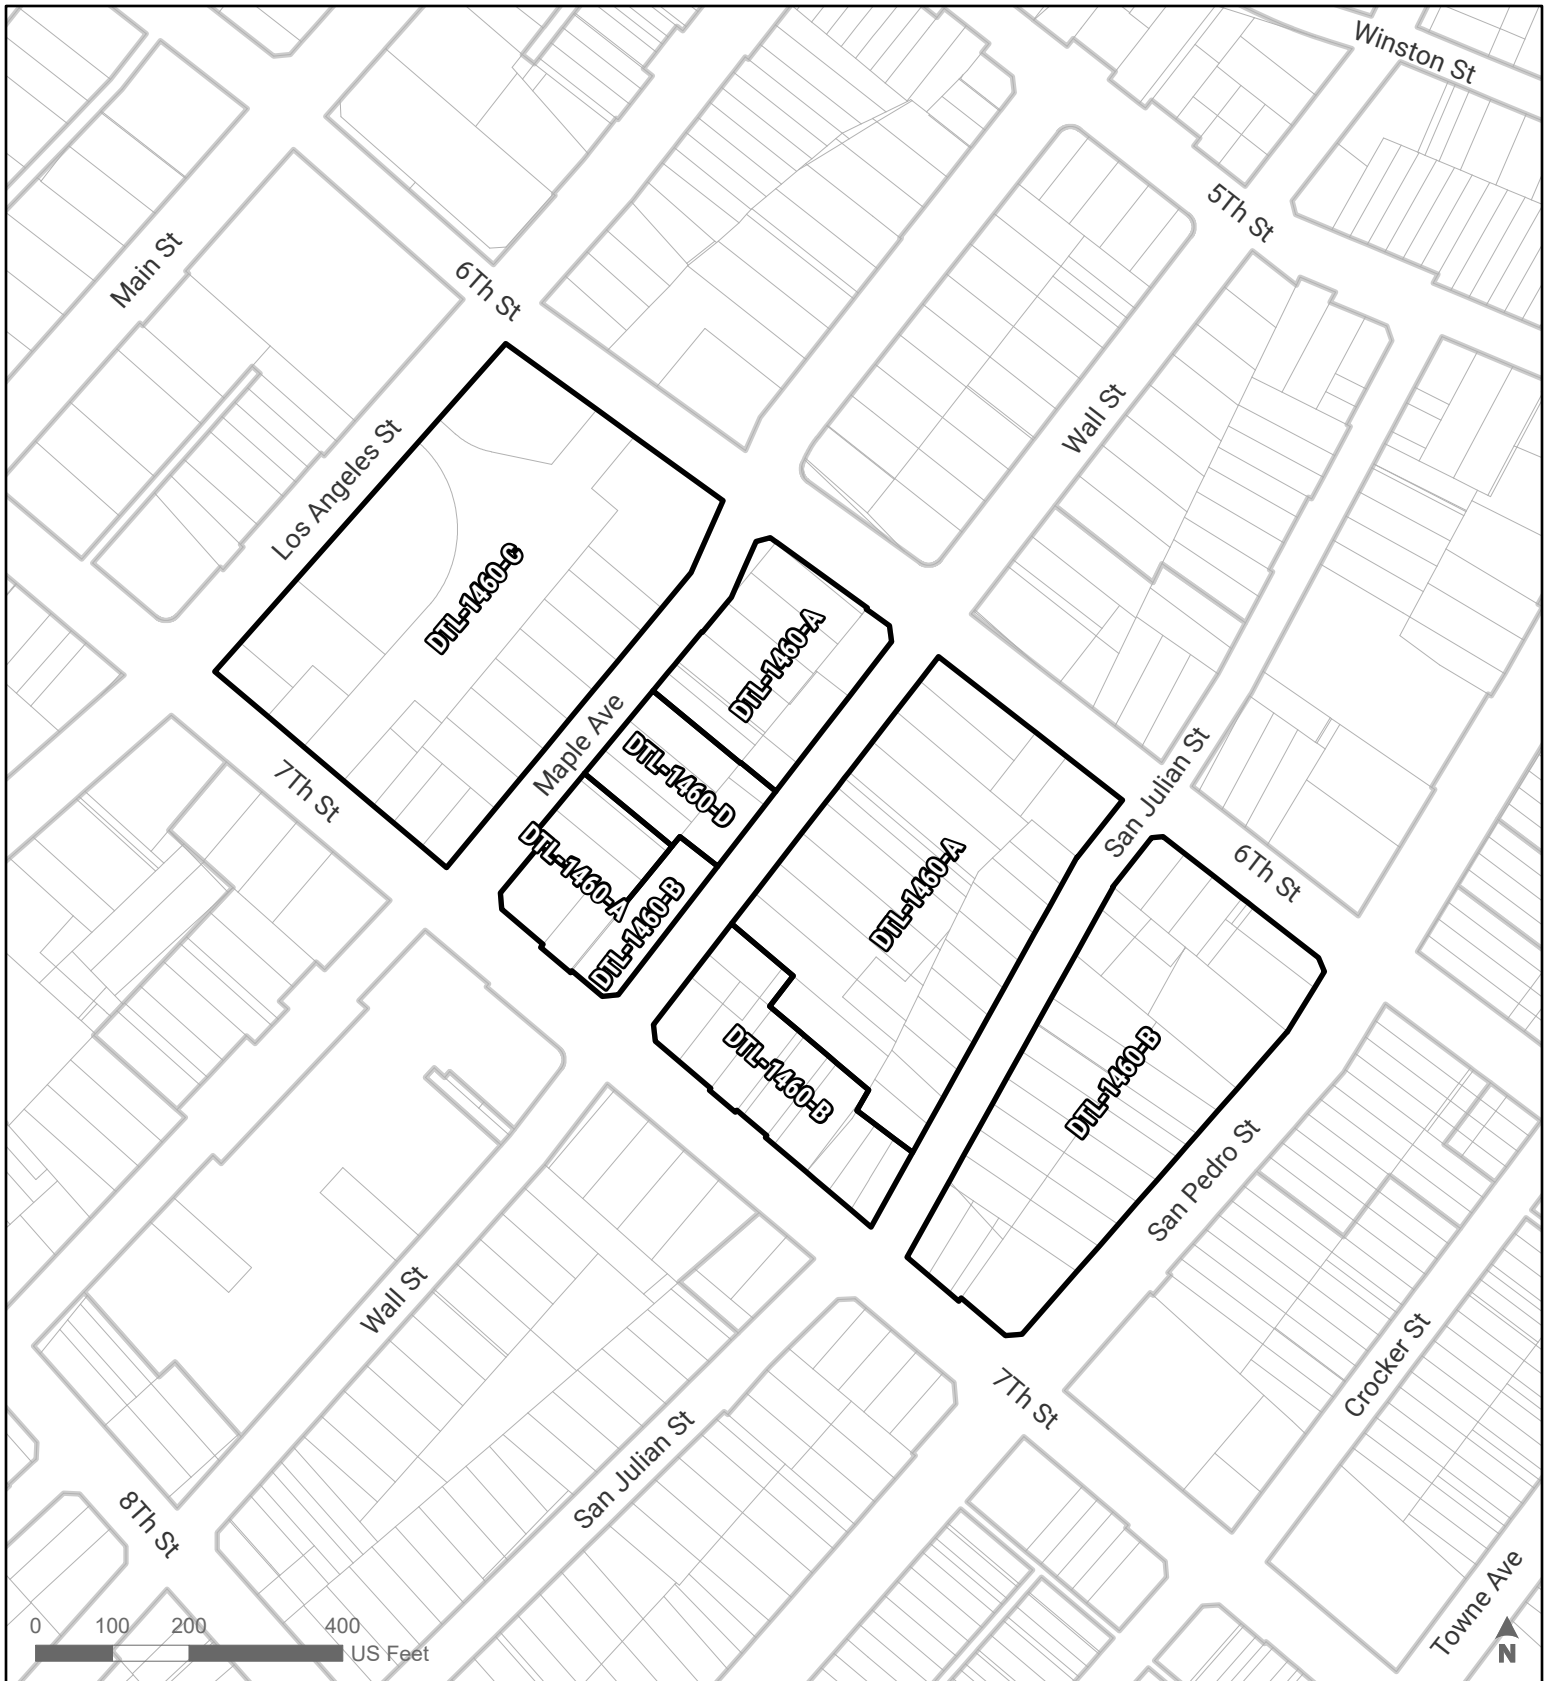 Winston St
5Th St
Main St
6Th St
Wall St
Los Angeles St
DTL-1460-C
DTL-1460-A
Maple Ave
DTL-1460-D
7Th St
San Julian St
DTL-1460-A
DTL-1460-A
6Th St
DTL-1460-B
DTL-1460-B
DTL-1460-B
San Pedro St
Wall St
Crocker St
7Th St
San Julian St
8Th St
Towne Ave
0 100 200 400
US Feet
N